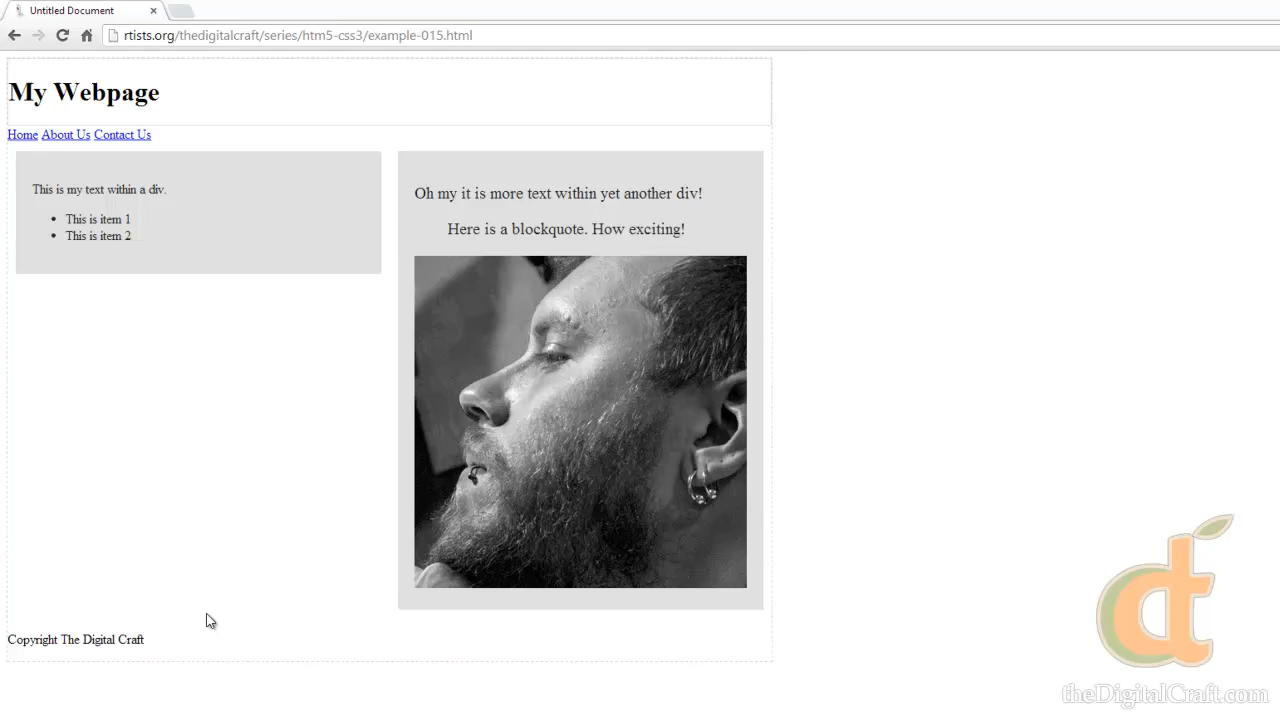 Untitled Document
rtists.org/thedigitalcraft/series/htm5-css3/example-015.html
My Webpage
Home About Us Contact Us
This is my text within a div.
This is item 1
This is item 2
Oh my it is more text within yet another div!
Here is a blockquote. How exciting!
Copyright The Digital Craft
dt
theDigitalCraft.com